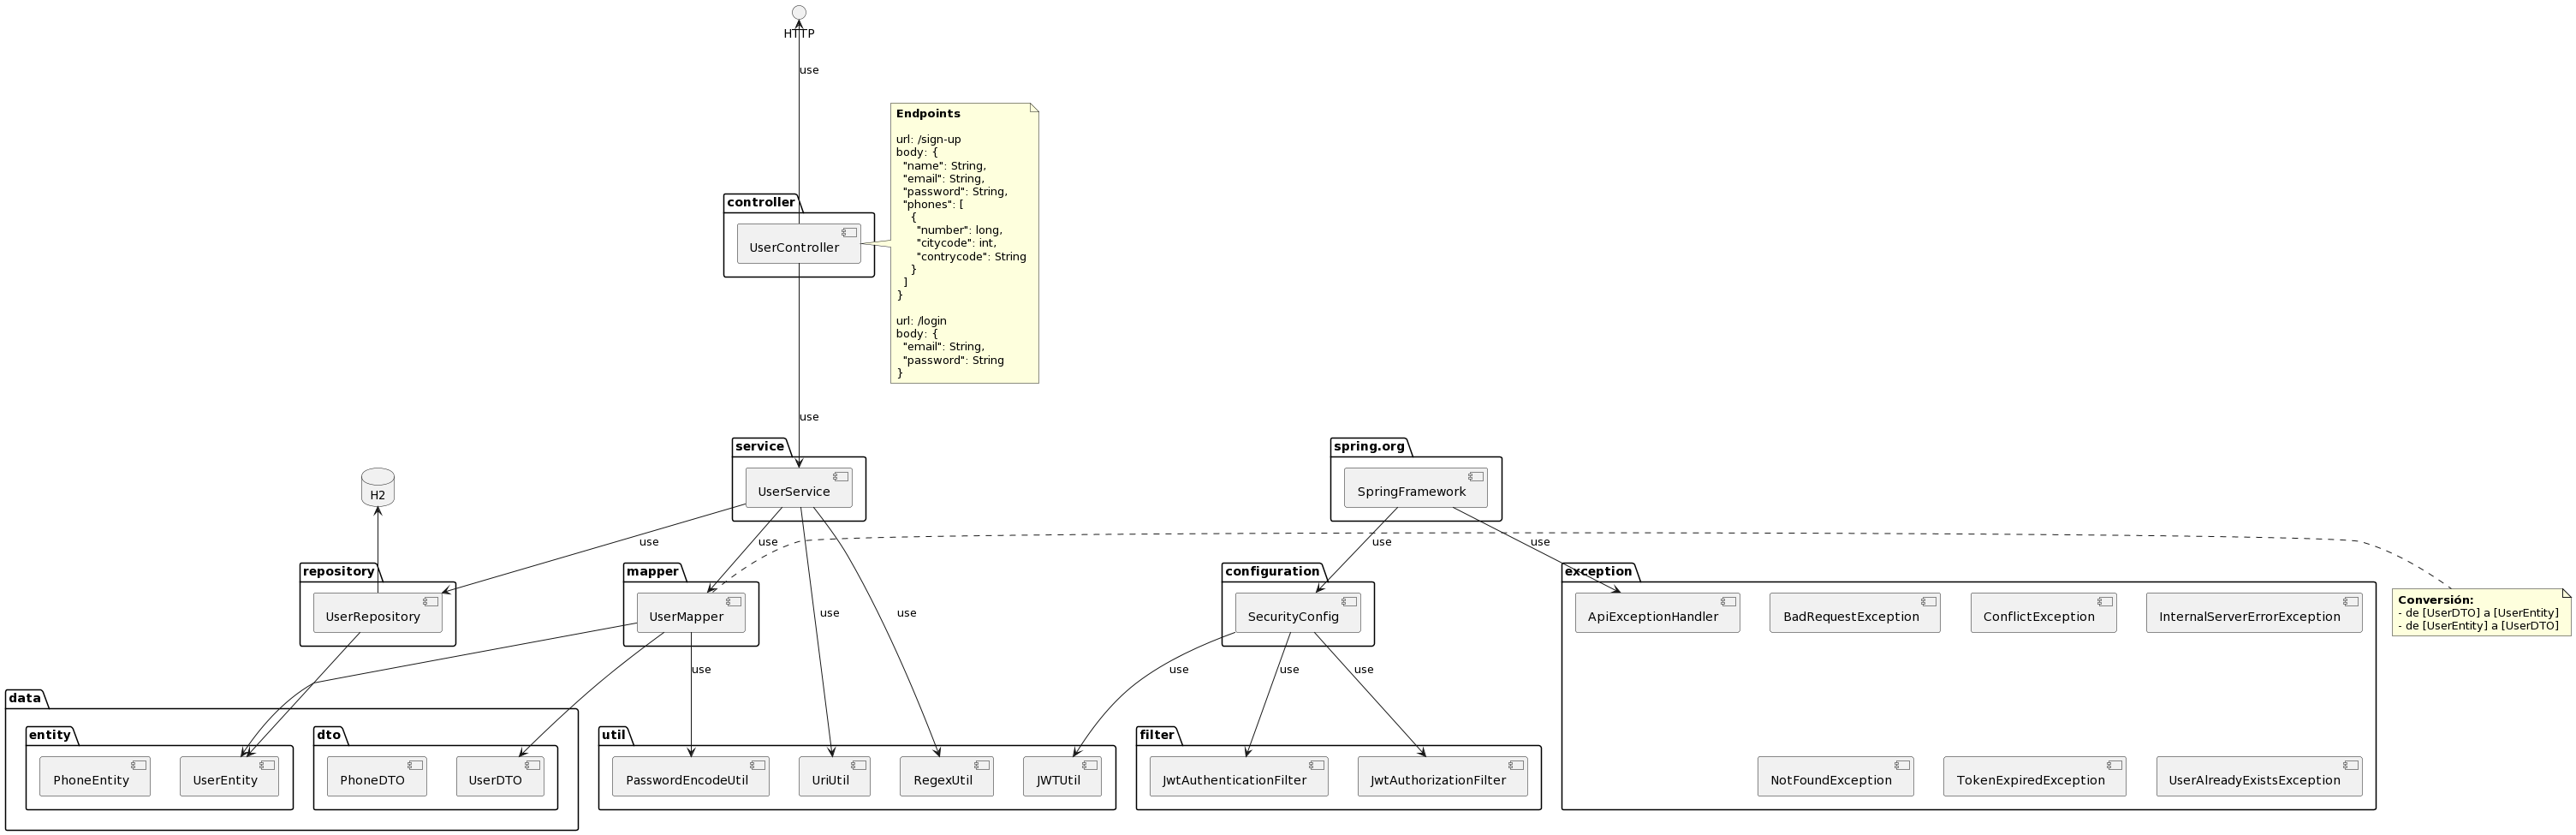 HTTP
use
Endpoints
url: /sign-up
body: {
"name": String,
"email": String,
"password": String,
"phones": [
{
"number": long,
"citycode": int,
"contrycode": String
}
]
}
url: /login
body: {
"email": String,
"password": String
}
controller
UserController
use
service
UserService
spring.org
SpringFramework
H2
use
use
use
use
repository
UserRepository
mapper
UserMapper
configuration
SecurityConfig
exception
ApiExceptionHandler
BadRequestException
ConflictException
InternalServerErrorException
Conversión:
- de [UserDTO] a [UserEntity]
- de [UserEntity] a [UserDTO]
use
use
use
use
use
use
data
entity
PhoneEntity
UserEntity
dto
PhoneDTO
UserDTO
util
PasswordEncodeUtil
UriUtil
RegexUtil
JWTUtil
filter
JwtAuthenticationFilter
JwtAuthorizationFilter
NotFoundException
TokenExpiredException
UserAlreadyExistsException